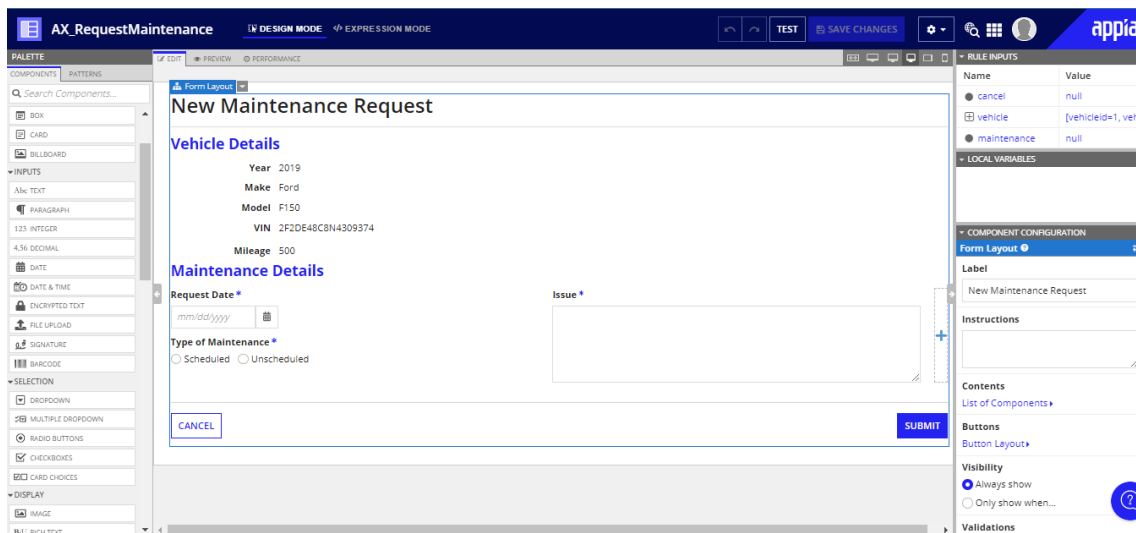 AX_RequestMaintenance
DESIGN MODE
EXPRESSION MODE
TEST
SAVE CHANGES
PALETTE
COMPONENTS
PATTERNS
Search Components...
BOX
CARD
BILLBOARD
INPUTS
Abc TEXT
PARAGRAPH
123 INTEGER
4.56 DECIMAL
DATE
DATE & TIME
ENCRYPTED TEXT
FILE UPLOAD
SIGNATURE
BARCODE
SELECTION
DROPDOWN
MULTIPLE DROPDOWN
RADIO BUTTONS
CHECKBOXES
CARD CHOICES
DISPLAY
IMAGE
EDIT
PREVIEW
PERFORMANCE
Form Layout
New Maintenance Request
Vehicle Details
Year 2019
Make Ford
Model F150
VIN 2F2DE48C8N4309374
Mileage 500
Maintenance Details
Request Date *
mm/dd/yyyy
Type of Maintenance *
Scheduled
Unscheduled
Issue *
CANCEL
SUBMIT
RULE INPUTS
Name Value
cancel null
vehicle [vehicleid=1, veh
maintenance null
LOCAL VARIABLES
COMPONENT CONFIGURATION
Form Layout
Label
New Maintenance Request
Instructions
Contents
List of Components
Buttons
Button Layout
Visibility
Always show
Only show when...
Validations